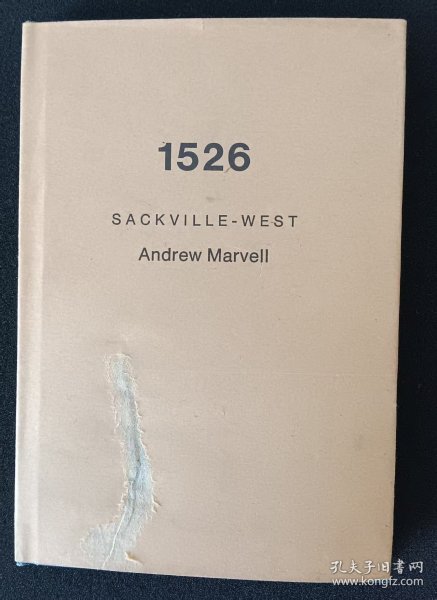 1526
SACKVILLE-WEST
Andrew Marvell
孔夫子旧书网
www.kongfz.com